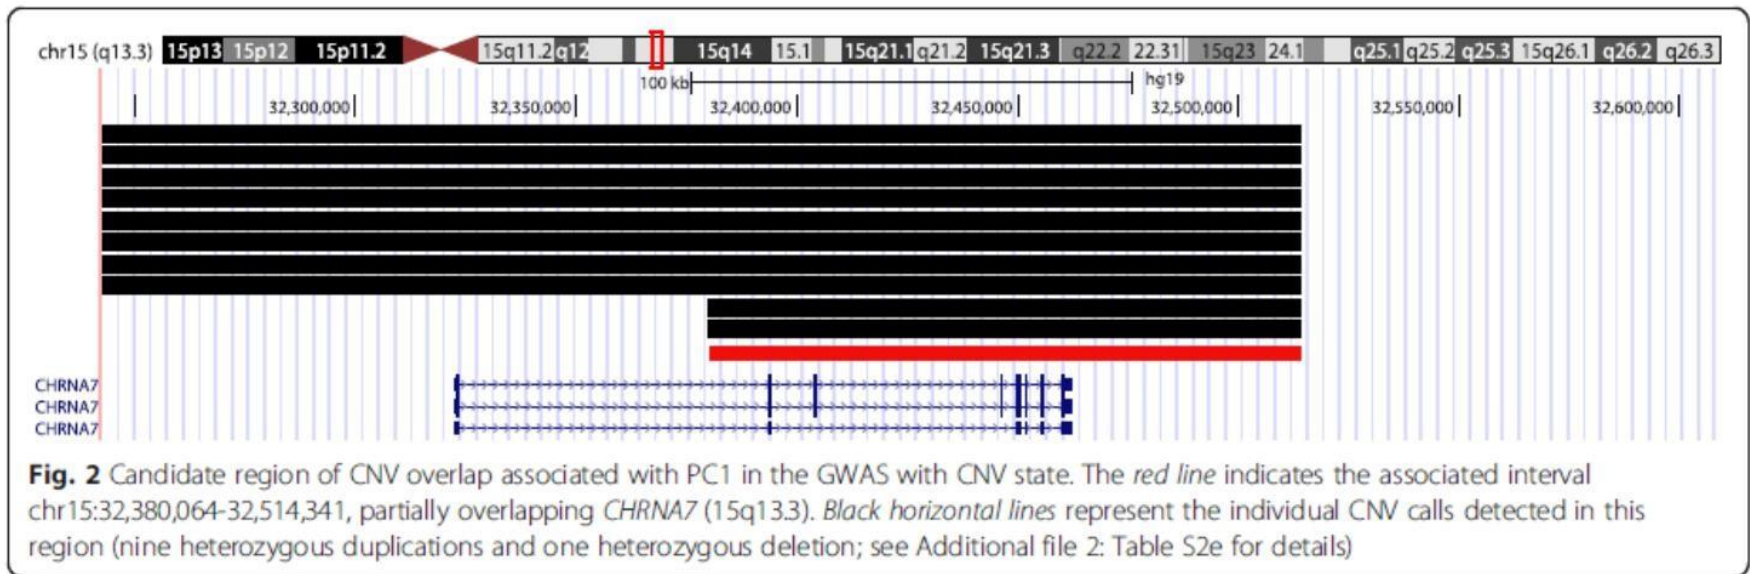 chr15 (q13.3) 15p13 15p12 15p11.2 15q11.2 q12 15q14 15.1 15q21.1 q21.2 15q21.3 q22.2 22.31 15q23 24.1 q25.1 q25.2 q25.3 15q26.1 q26.2 q26.3
100 kb hg19
32,300,000 32,350,000 32,400,000 32,450,000 32,500,000 32,550,000 32,600,000
CHRNA7
CHRNA7
CHRNA7
Fig. 2 Candidate region of CNV overlap associated with PC1 in the GWAS with CNV state. The red line indicates the associated interval
chr15:32,380,064-32,514,341, partially overlapping CHRNA7 (15q13.3). Black horizontal lines represent the individual CNV calls detected in this
region (nine heterozygous duplications and one heterozygous deletion; see Additional file 2: Table S2e for details)